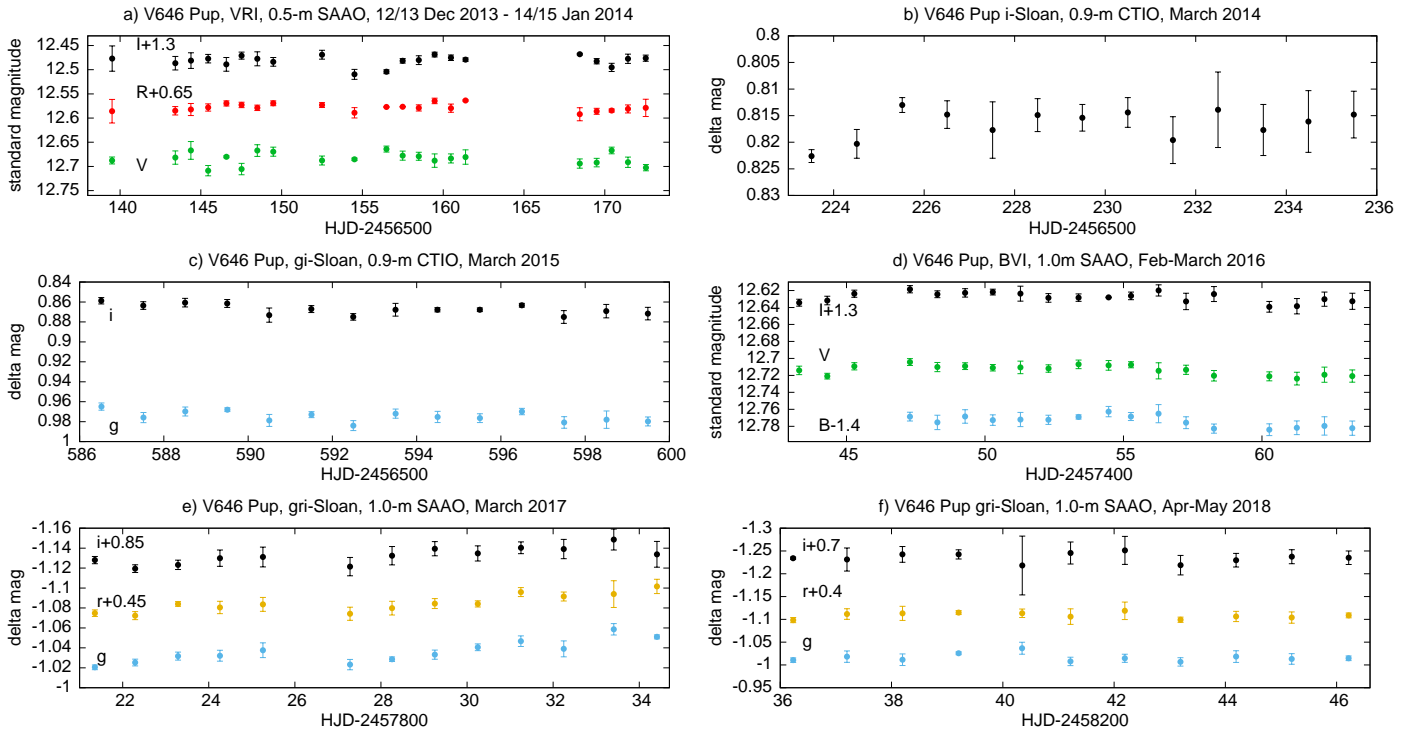 a) V646 Pup, VRI, 0.5-m SAAO, 12/13 Dec 2013 - 14/15 Jan 2014
standard magnitude
12.45
12.5
12.55
12.6
12.65
12.7
12.75
I+1.3
R+0.65
V
140
145
150
155
160
165
170
HJD-2456500
b) V646 Pup i-Sloan, 0.9-m CTIO, March 2014
delta mag
0.8
0.805
0.81
0.815
0.82
0.825
0.83
224
226
228
230
232
234
236
HJD-2456500
c) V646 Pup, gi-Sloan, 0.9-m CTIO, March 2015
delta mag
0.84
0.86
0.88
0.9
0.92
0.94
0.96
0.98
1
i
g
586
588
590
592
594
596
598
600
HJD-2456500
d) V646 Pup, BVI, 1.0m SAAO, Feb-March 2016
standard magnitude
12.62
12.64
12.66
12.7
12.72
12.76
12.78
I+1.3
V
B-1.4
45
50
55
60
HJD-2457400
e) V646 Pup, gri-Sloan, 1.0-m SAAO, March 2017
delta mag
-1.16
-1.14
-1.12
-1.1
-1.08
-1.06
-1.04
-1.02
-1
i+0.85
r+0.45
g
22
24
26
28
30
32
34
HJD-2457800
f) V646 Pup gri-Sloan, 1.0-m SAAO, Apr-May 2018
delta mag
-1.3
-1.25
-1.2
-1.15
-1.1
-1.05
-1
-0.95
i+0.7
r+0.4
g
36
38
40
42
44
46
HJD-2458200